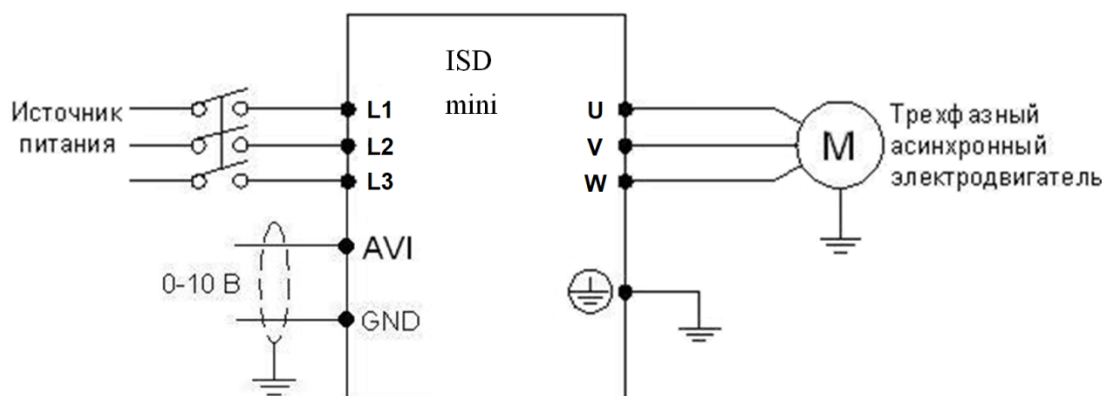 ISD
mini
Источник
питания
L1
L2
L3
U
V
W
M
Трехфазный
асинхронный
электродвигатель
AVI
0-10 В
GND